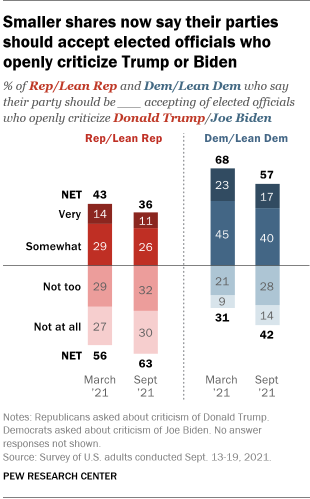 Smaller shares now say their parties
should accept elected officials who
openly criticize Trump or Biden
% of Rep/Lean Rep and Dem/Lean Dem who say
their party should be ___ accepting of elected officials
who openly criticize Donald Trump/Joe Biden
Rep/Lean Rep Dem/Lean Dem
68
23
57
NET 43 17
36
Very 14 11
45 40
Somewhat 29 26
Not too 29 32 21 28
9
14
Not at all 27 30 31
42
NET 56 63
March '21 Sept '21 March '21 Sept '21
Notes: Republicans asked about criticism of Donald Trump.
Democrats asked about criticism of Joe Biden. No answer
responses not shown.
Source: Survey of U.S. adults conducted Sept. 13-19, 2021.
PEW RESEARCH CENTER